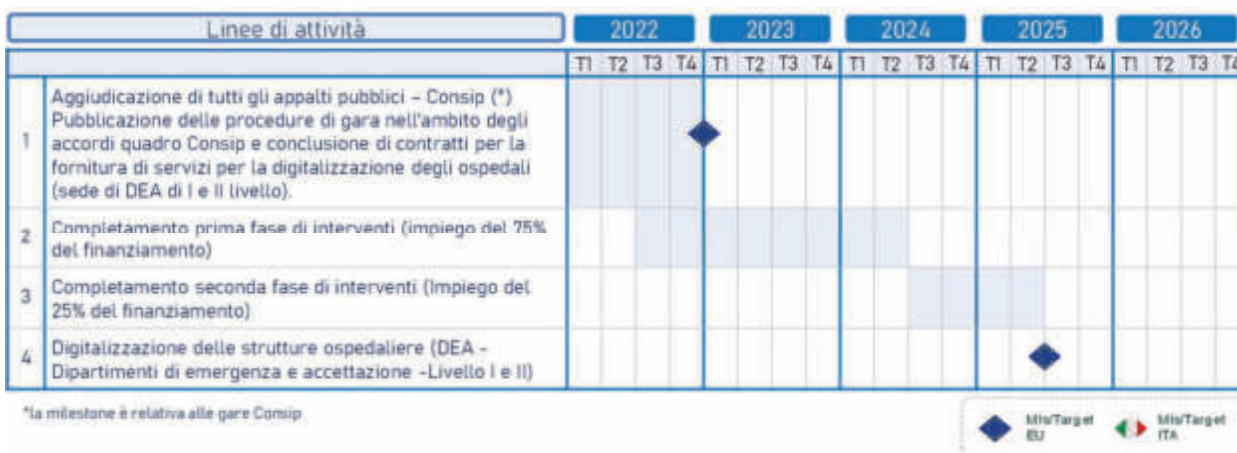 Linee di attività 2022 2023 2024 2025 2026
T1 T2 T3 T4 T1 T2 T3 T4 T1 T2 T3 T4 T1 T2 T3 T4 T1 T2 T3 T4
1
Aggiudicazione di tutti gli appalti pubblici – Consip (*)
Pubblicazione delle procedure di gara nell'ambito degli
accordi quadro Consip e conclusione di contratti per la
fornitura di servizi per la digitalizzazione degli ospedali
(sede di DEA di I e II livello).
2
Completamento prima fase di interventi (impiego del 75%
del finanziamento)
3
Completamento seconda fase di interventi (Impiego del
25% del finanziamento)
4
Digitalizzazione delle strutture ospedaliere (DEA -
Dipartimenti di emergenza e accettazione -Livello I e II)
*la milestone è relativa alle gare Consip
Mis/Target
EU
Mis/Target
ITA